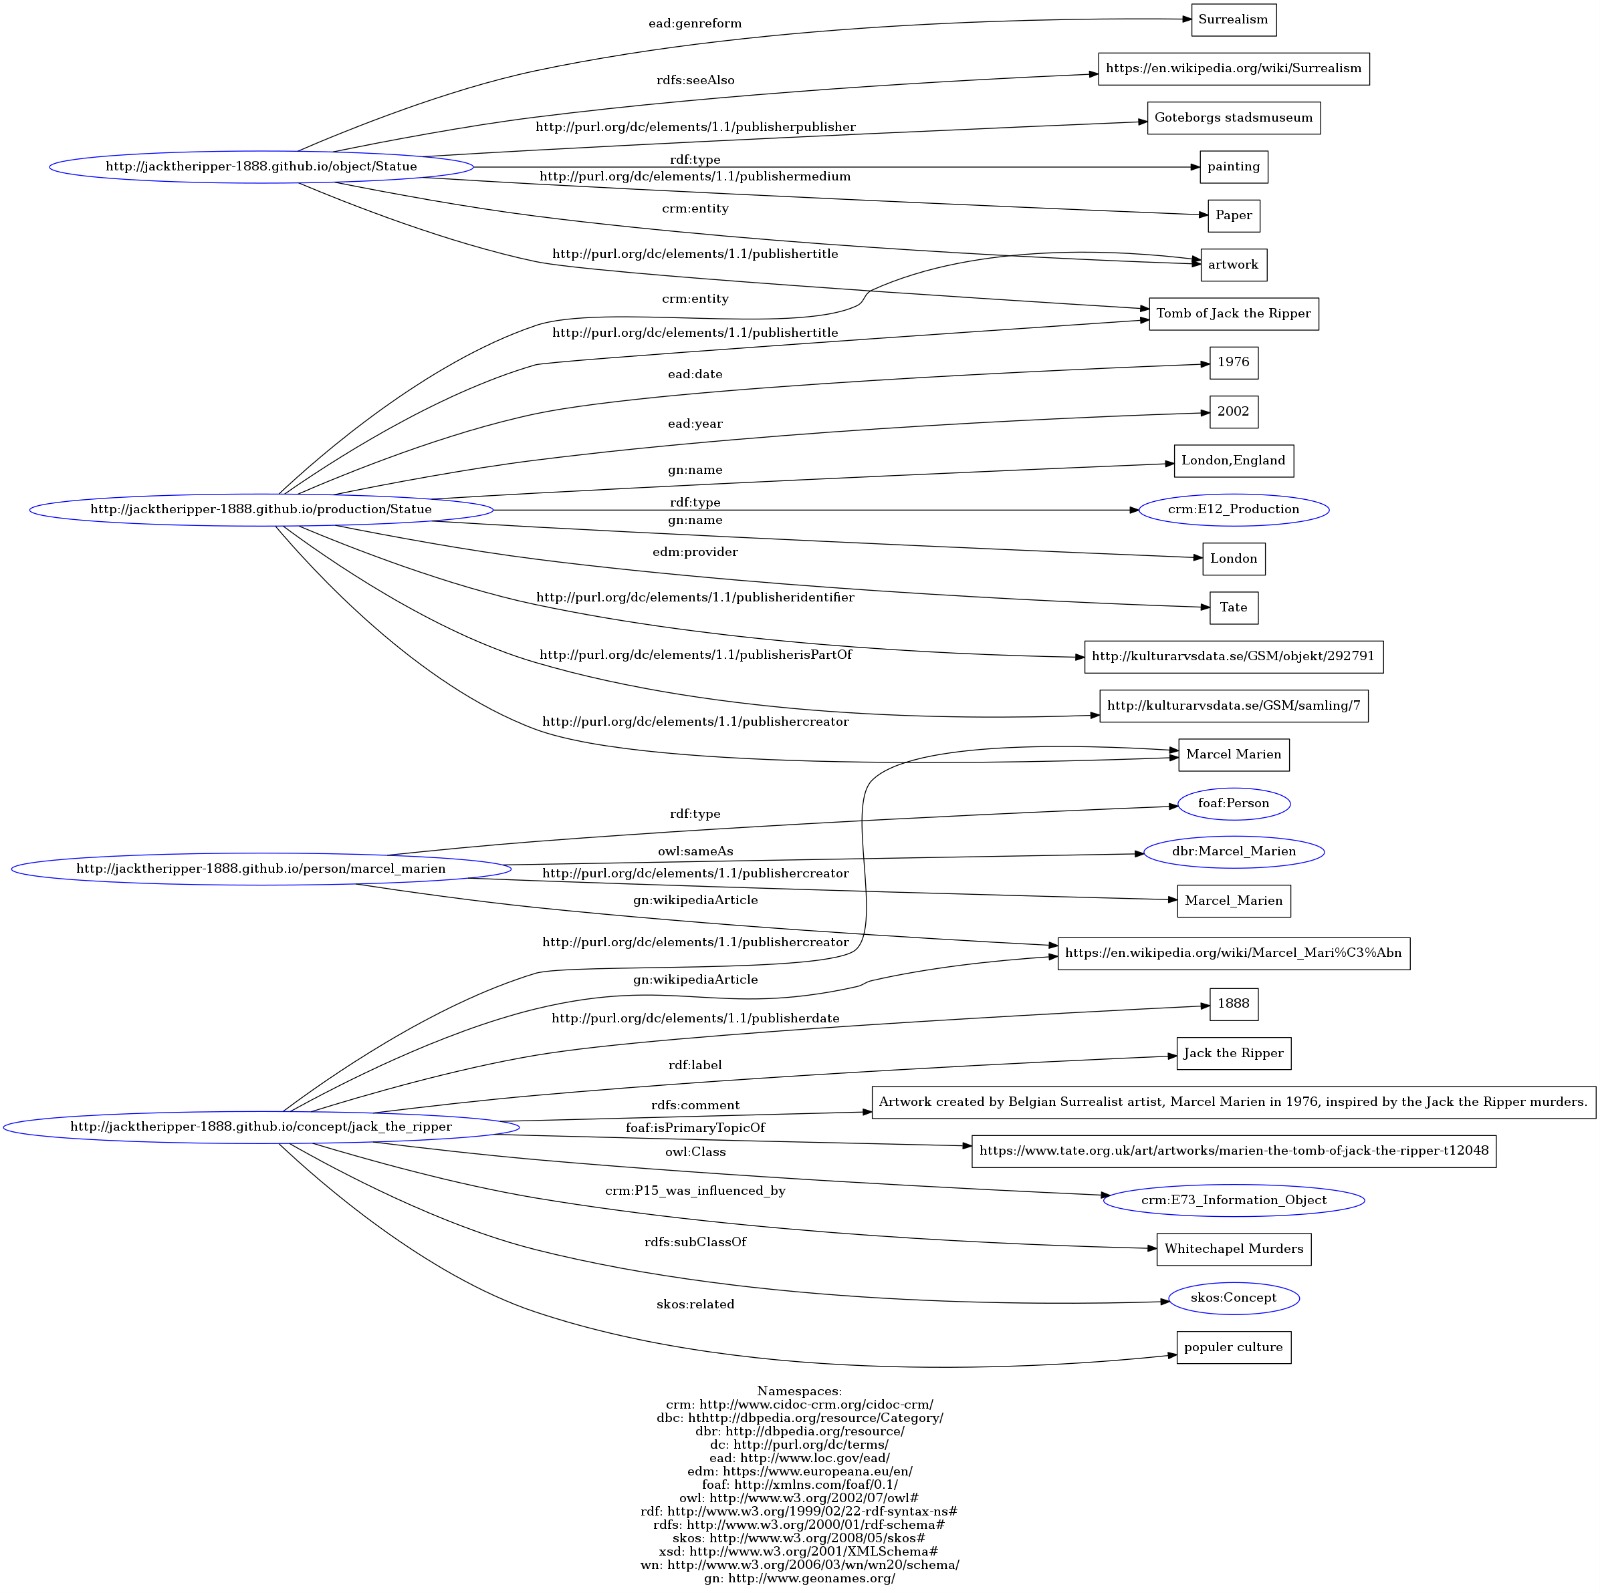 ead:genreform
Surrealism
rdfs:seeAlso
https://en.wikipedia.org/wiki/Surrealism
http://purl.org/dc/elements/1.1/publisherpublisher
Goteborgs stadsmuseum
http://jacktheripper-1888.github.io/object/Statue
rdf:type
painting
http://purl.org/dc/elements/1.1/publishermedium
Paper
crm:entity
artwork
http://purl.org/dc/elements/1.1/publishertitle
crm:entity
Tomb of Jack the Ripper
http://purl.org/dc/elements/1.1/publishertitle
ead:date
1976
ead:year
2002
gn:name
London,England
http://jacktheripper-1888.github.io/production/Statue
rdf:type
crm:E12_Production
gn:name
London
edm:provider
Tate
http://purl.org/dc/elements/1.1/publisheridentifier
http://kulturarvsdata.se/GSM/objekt/292791
http://purl.org/dc/elements/1.1/publisherisPartOf
http://kulturarvsdata.se/GSM/samling/7
http://purl.org/dc/elements/1.1/publishercreator
Marcel Marien
rdf:type
foaf:Person
http://jacktheripper-1888.github.io/person/marcel_marien
owl:sameAs
dbr:Marcel_Marien
http://purl.org/dc/elements/1.1/publishercreator
Marcel_Marien
gn:wikipediaArticle
http://purl.org/dc/elements/1.1/publishercreator
https://en.wikipedia.org/wiki/Marcel_Mari%C3%Abn
gn:wikipediaArticle
http://purl.org/dc/elements/1.1/publisherdate
1888
rdf:label
Jack the Ripper
rdfs:comment
Artwork created by Belgian Surrealist artist, Marcel Marien in 1976, inspired by the Jack the Ripper murders.
http://jacktheripper-1888.github.io/concept/jack_the_ripper
foaf:isPrimaryTopicOf
https://www.tate.org.uk/art/artworks/marien-the-tomb-of-jack-the-ripper-t12048
owl:Class
crm:E73_Information_Object
crm:P15_was_influenced_by
Whitechapel Murders
rdfs:subClassOf
skos:Concept
skos:related
populer culture
Namespaces:
crm: http://www.cidoc-crm.org/cidoc-crm/
dbc: hthttp://dbpedia.org/resource/Category/
dbr: http://dbpedia.org/resource/
dc: http://purl.org/dc/terms/
ead: http://www.loc.gov/ead/
edm: https://www.europeana.eu/en/
foaf: http://xmlns.com/foaf/0.1/
owl: http://www.w3.org/2002/07/owl#
rdf: http://www.w3.org/1999/02/22-rdf-syntax-ns#
rdfs: http://www.w3.org/2000/01/rdf-schema#
skos: http://www.w3.org/2008/05/skos#
xsd: http://www.w3.org/2001/XMLSchema#
wn: http://www.w3.org/2006/03/wn/wn20/schema/
gn: http://www.geonames.org/